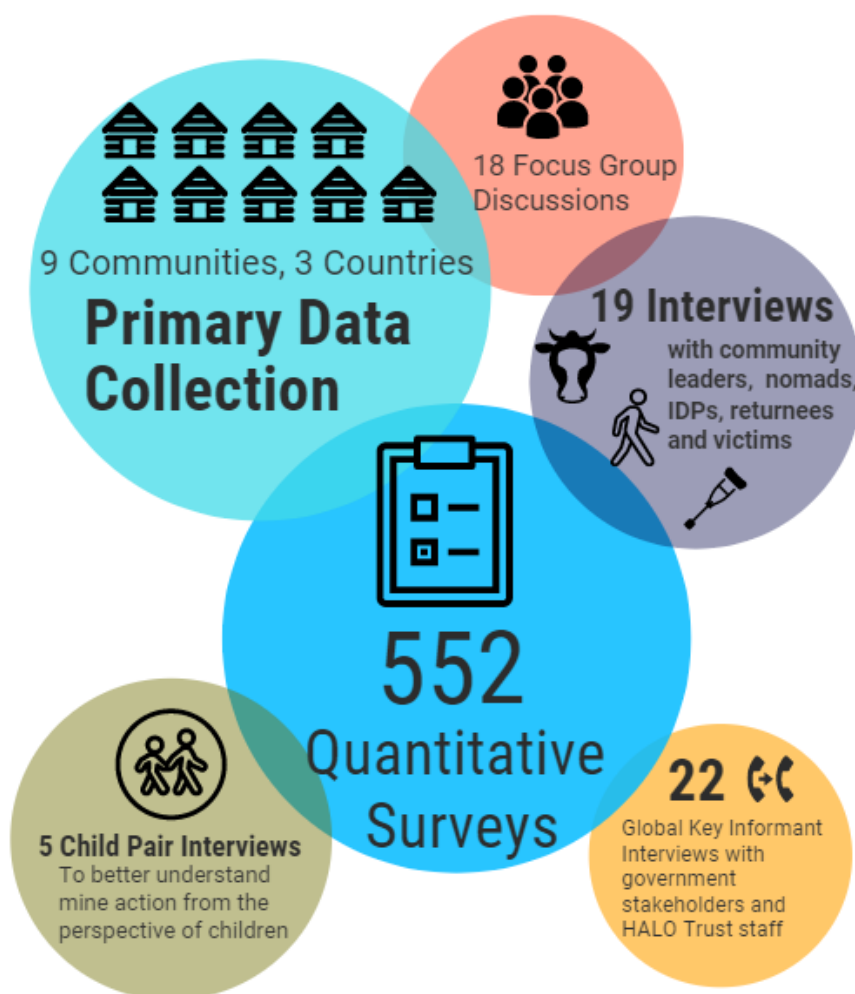 18 Focus Group
Discussions
9 Communities, 3 Countries
Primary Data
Collection
19 Interviews
with community
leaders, nomads,
IDPs, returnees
and victims
552
Quantitative
Surveys
5 Child Pair Interviews
To better understand
mine action from the
perspective of children
22
Global Key Informant
Interviews with
government
stakeholders and
HALO Trust staff